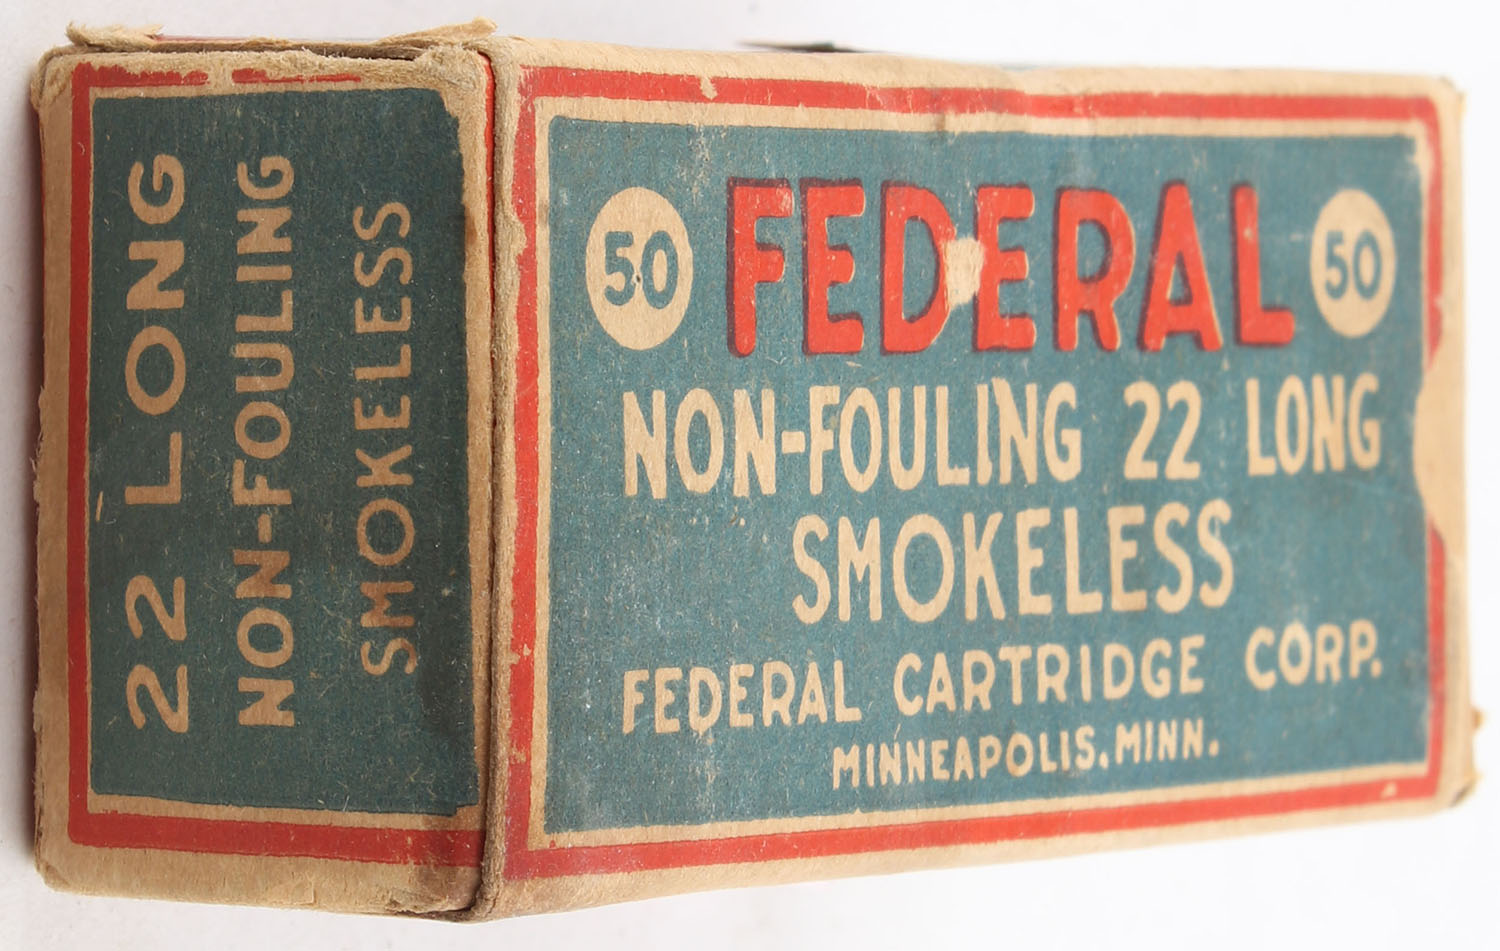 22 LONG
NON-FOULING
SMOKELESS
50 FEDERAL 50
NON-FOULING 22 LONG
SMOKELESS
FEDERAL CARTRIDGE CORP.
MINNEAPOLIS, MINN.